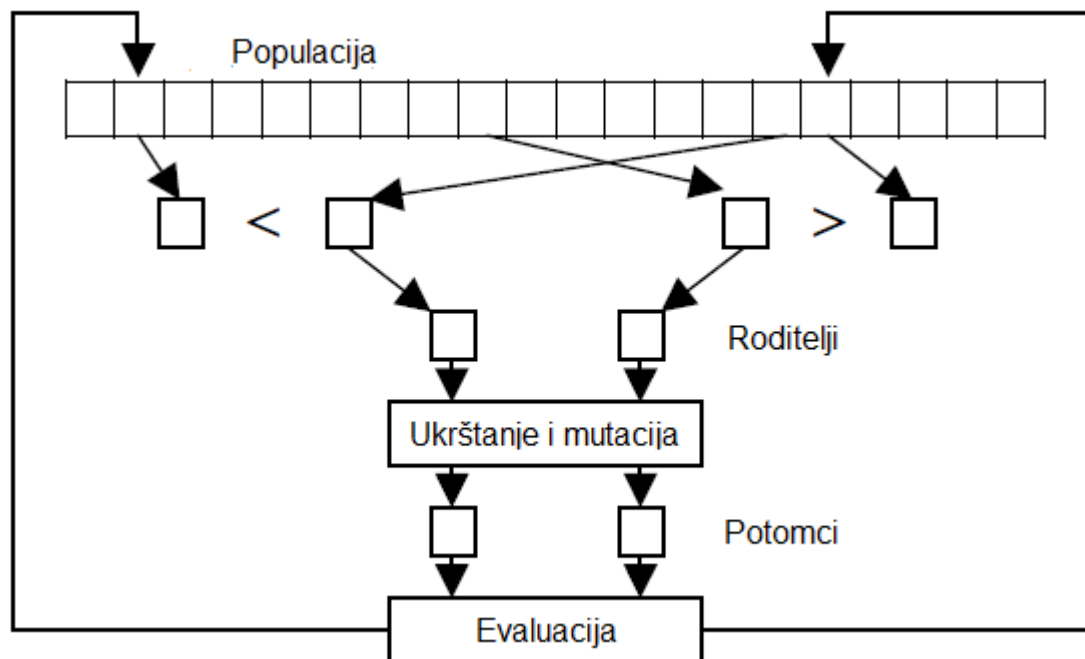 Populacija
< >
Roditelji
Ukrštanje i mutacija
Potomci
Evaluacija